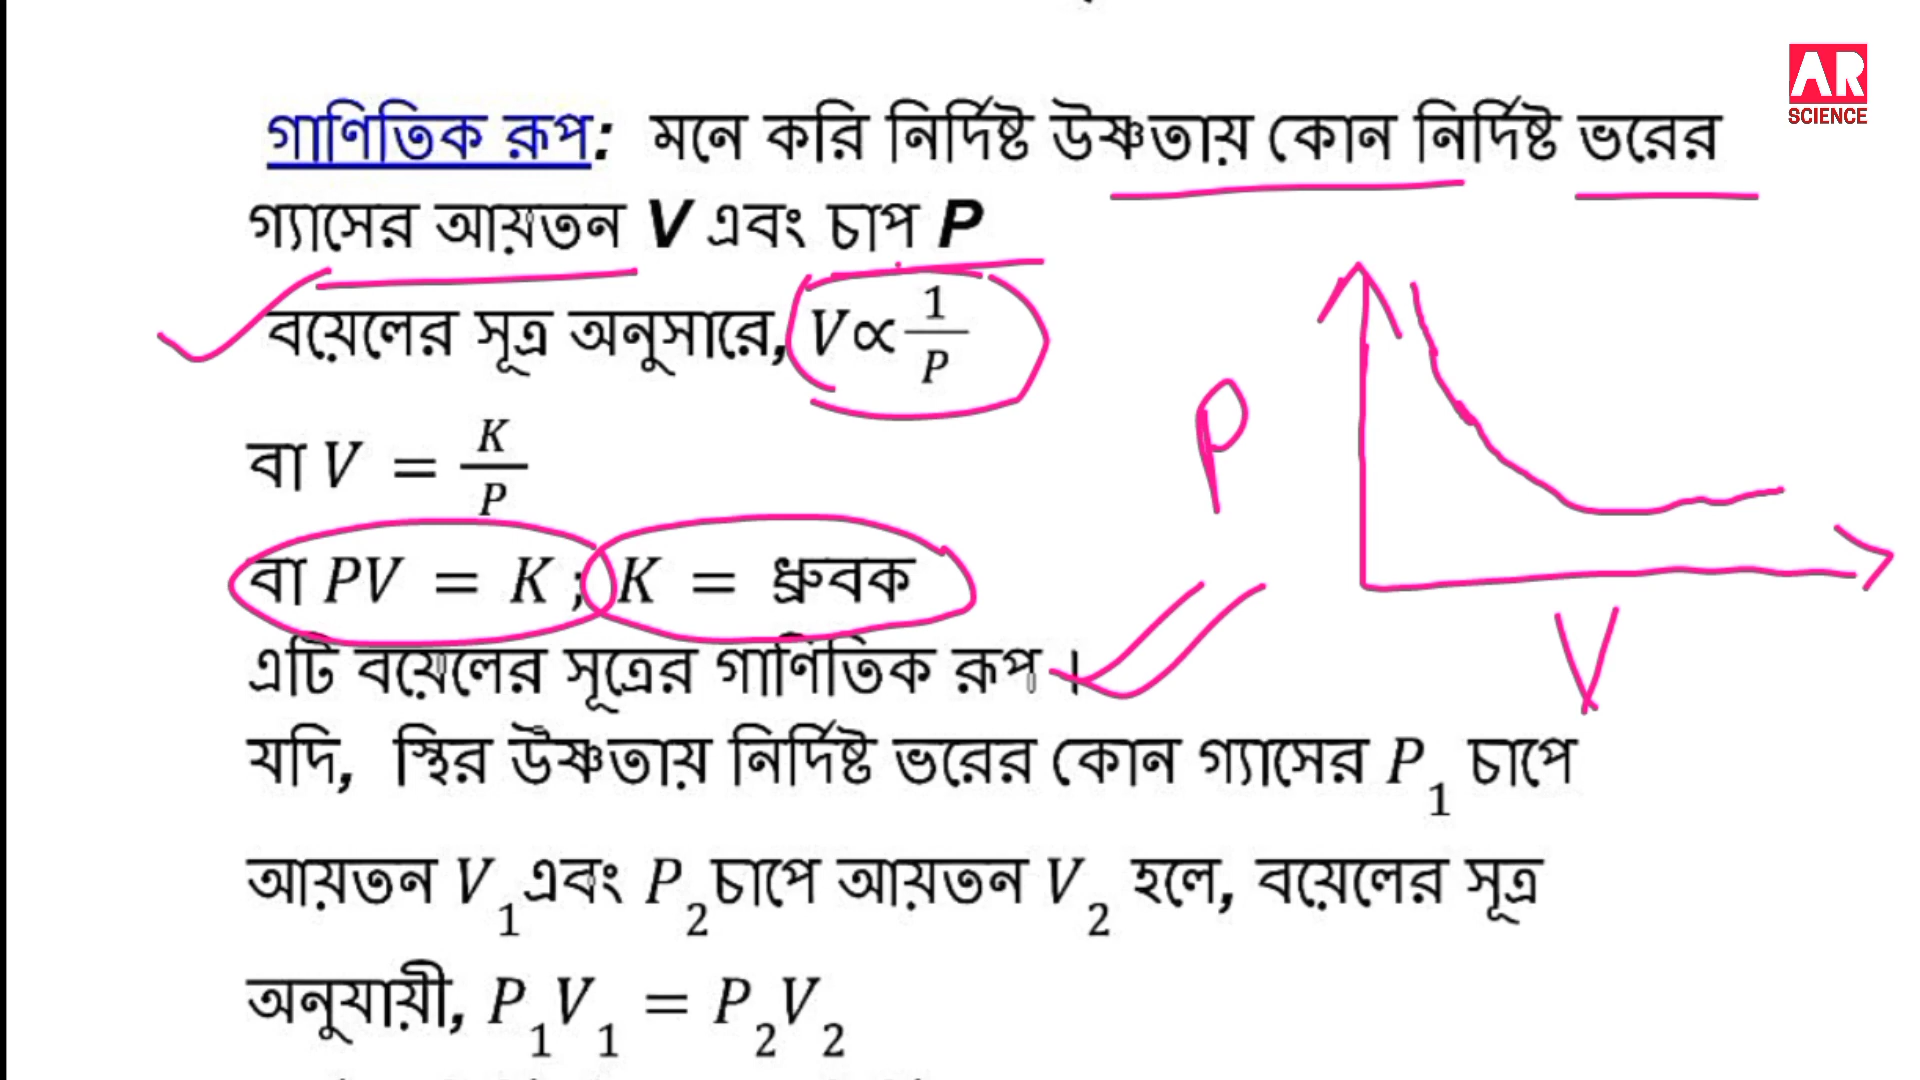 AR
SCIENCE
গাণিতিক রূপ: মনে করি নির্দিষ্ট উষ্ণতায় কোন নির্দিষ্ট ভরের
গ্যাসের আয়তন V এবং চাপ P
বয়েলের সূত্র অনুসারে, V∝1/P
বা V = K/P
বা PV = K ; K = ধ্রুবক
এটি বয়েলের সূত্রের গাণিতিক রূপ।
যদি, স্থির উষ্ণতায় নির্দিষ্ট ভরের কোন গ্যাসের P₁ চাপে
আয়তন V₁ এবং P₂ চাপে আয়তন V₂ হলে, বয়েলের সূত্র
অনুযায়ী, P₁V₁ = P₂V₂
P
V